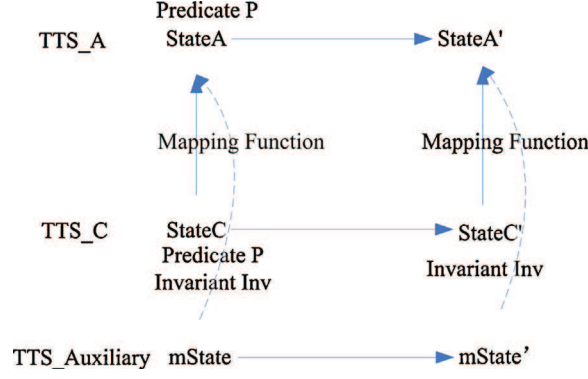 Predicate P
TTS_A StateA StateA'
Mapping Function Mapping Function
TTS_C StateC StateC'
Predicate P
Invariant Inv Invariant Inv
TTS_Auxiliary mState mState’